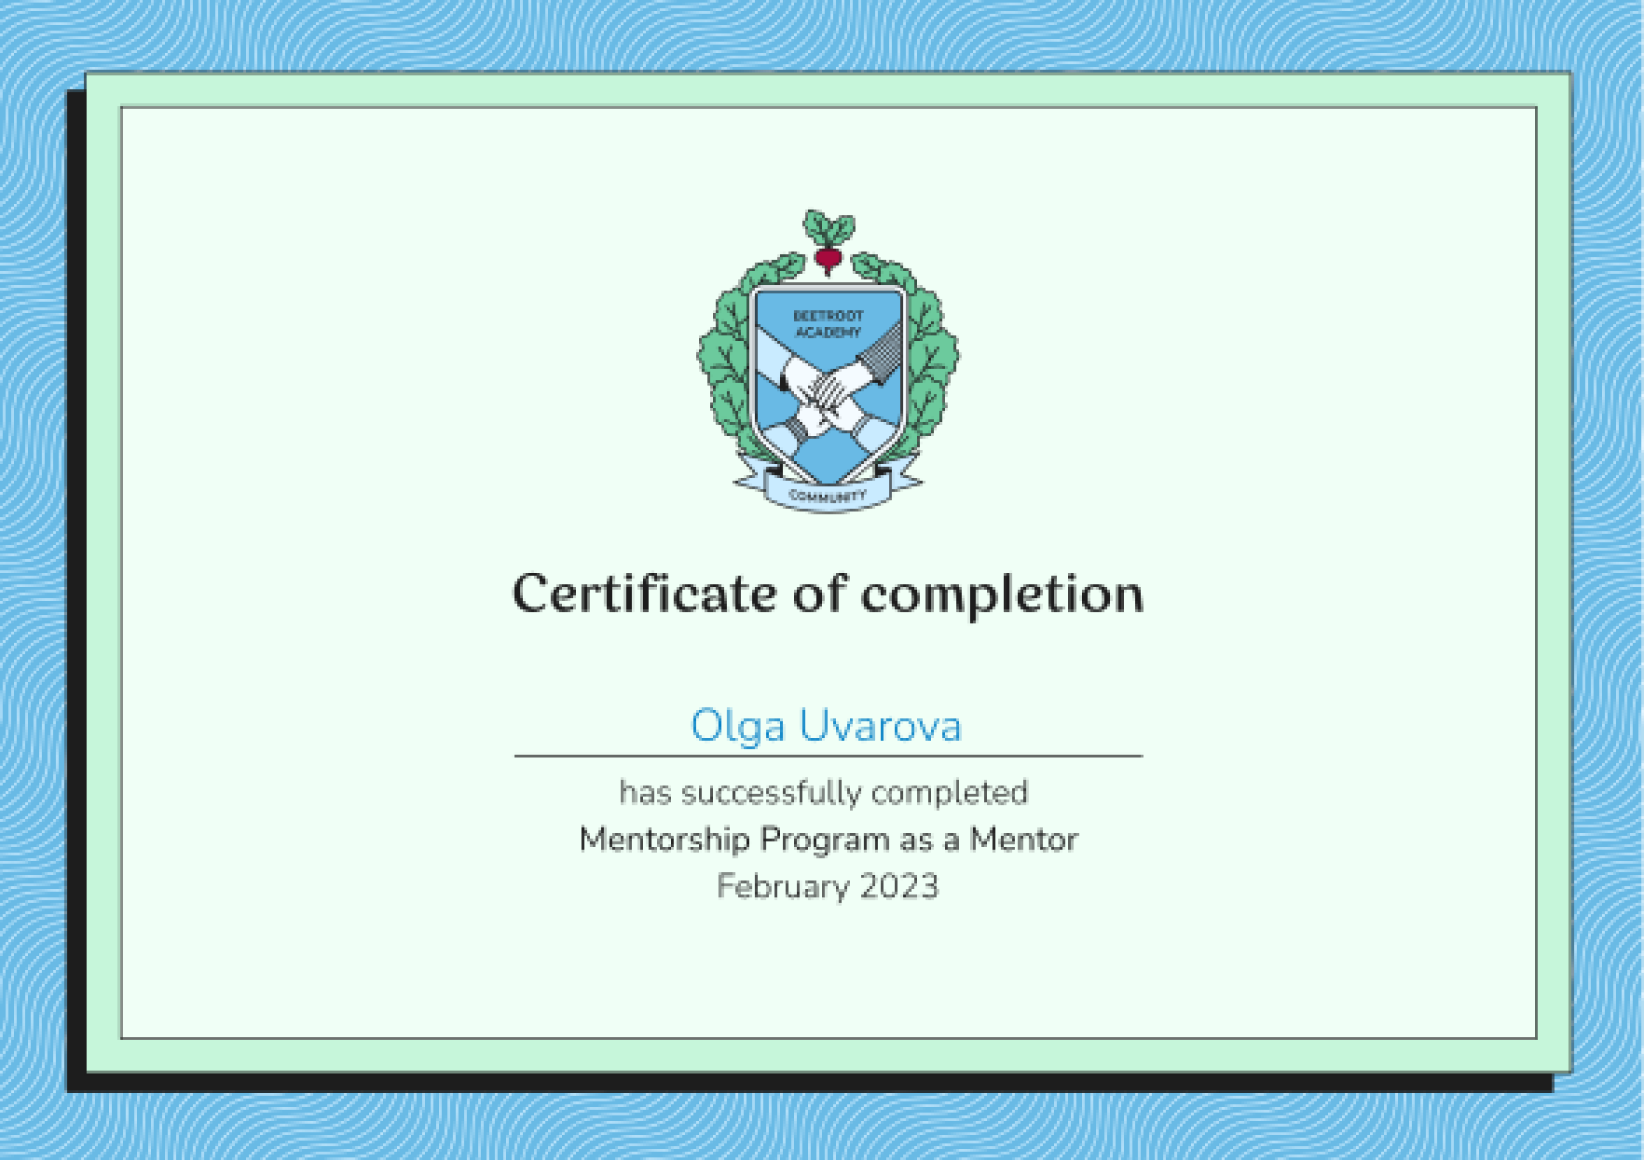 BEETROOT
ACADEMY
COMMUNITY
Certificate of completion
Olga Uvarova
has successfully completed
Mentorship Program as a Mentor
February 2023